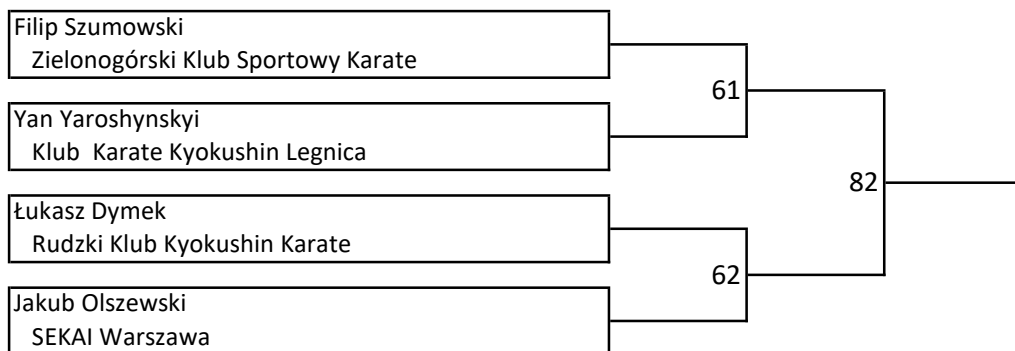 Filip Szumowski
Zielonogórski Klub Sportowy Karate
61
Yan Yaroshynskyi
Klub Karate Kyokushin Legnica
82
Łukasz Dymek
Rudzki Klub Kyokushin Karate
62
Jakub Olszewski
SEKAI Warszawa